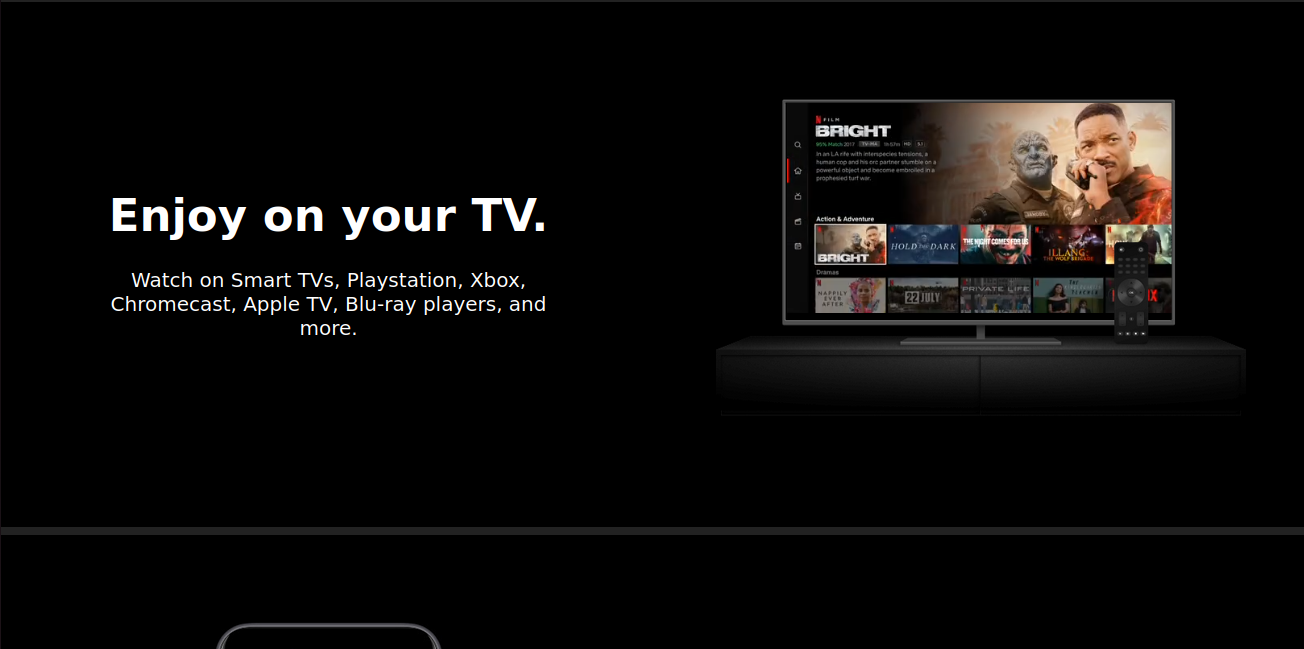 Enjoy on your TV.
Watch on Smart TVs, Playstation, Xbox,
Chromecast, Apple TV, Blu-ray players, and
more.
FILM
BRIGHT
95% Match 2017 TV-MA 1h 57m HD 5.1
In an LA rife with interspecies tensions, a
human cop and his orc partner stumble on a
powerful object and become embroiled in a
prophesied turf war.
Action & Adventure
BRIGHT
HOLD THE DARK
THE NIGHT COMES FOR US
ILLANG:
THE WOLF BRIGADE
Dramas
HAPPILY
EVER
AFTER
22 JULY
PRIVATE LIFE
TEACHER